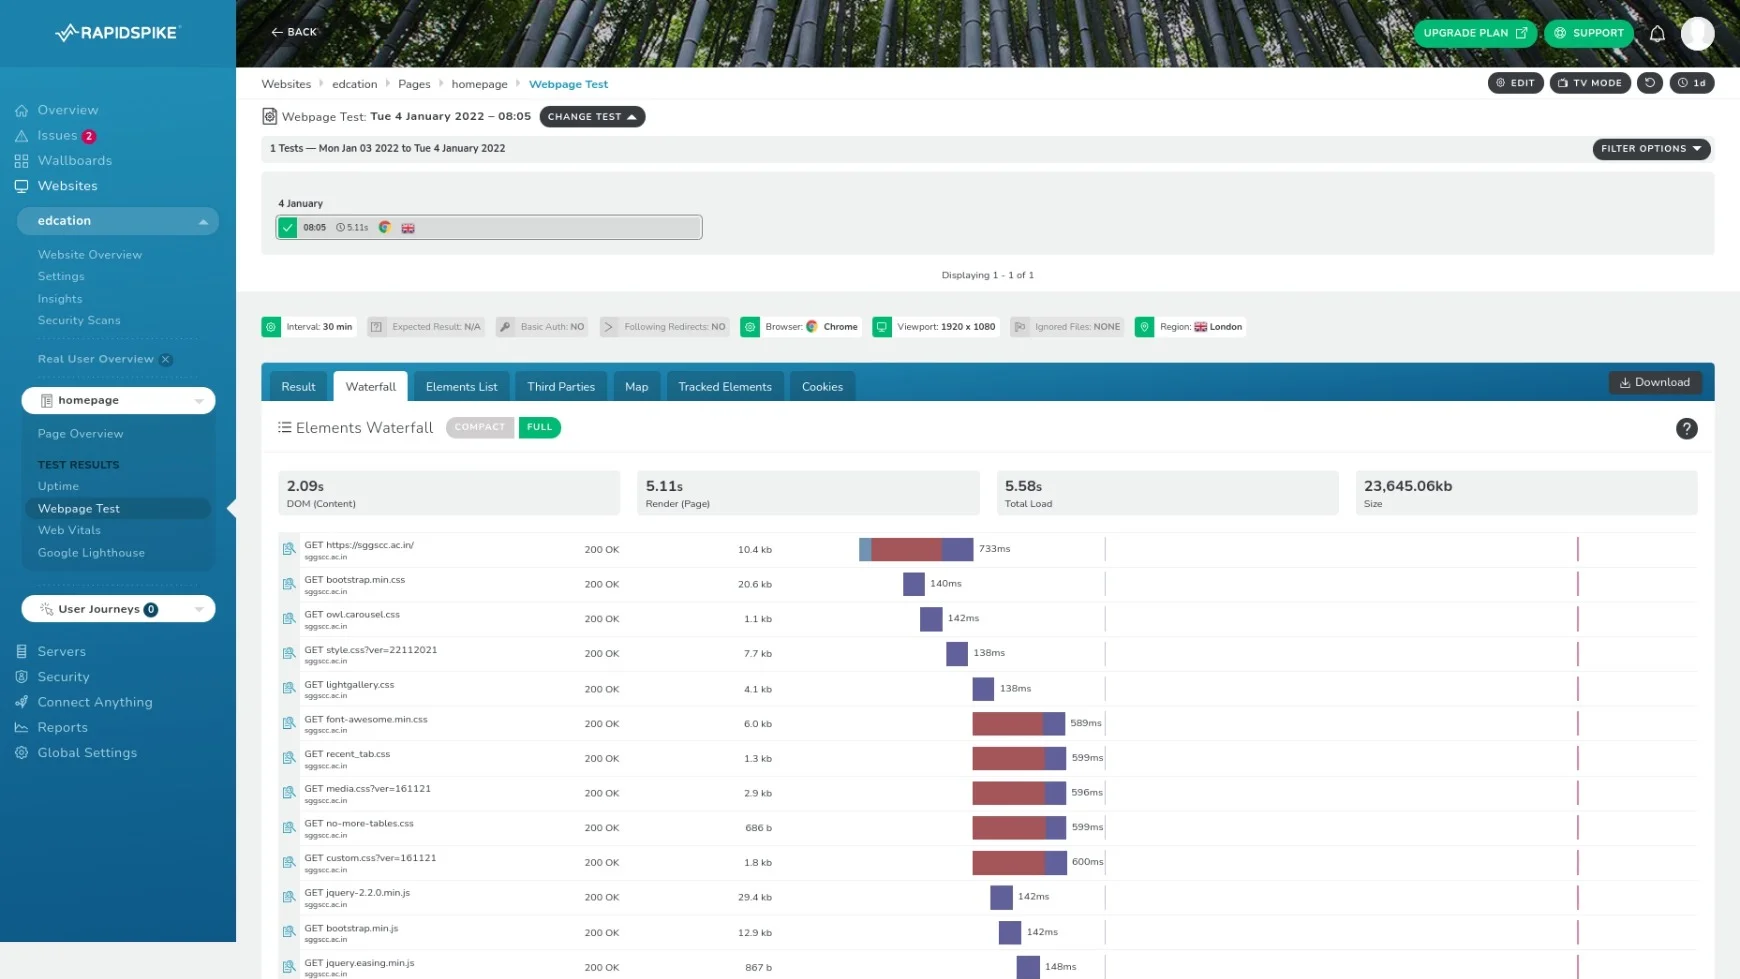 RAPIDSPIKE
BACK
UPGRADE PLAN
SUPPORT
Websites edcation Pages homepage Webpage Test
EDIT
TV MODE
1d
Overview
Issues 2
Wallboards
Websites
edcation
Website Overview
Settings
Insights
Security Scans
Real User Overview
homepage
Page Overview
TEST RESULTS
Uptime
Webpage Test
Web Vitals
Google Lighthouse
User Journeys 0
Servers
Security
Connect Anything
Reports
Global Settings
Webpage Test: Tue 4 January 2022 – 08:05
CHANGE TEST
1 Tests — Mon Jan 03 2022 to Tue 4 January 2022
FILTER OPTIONS
4 January
08:05 5.11s
Displaying 1 - 1 of 1
Interval: 30 min
Expected Result: N/A
Basic Auth: NO
Following Redirects: NO
Browser: Chrome
Viewport: 1920 x 1080
Ignored Files: NONE
Region: London
Result
Waterfall
Elements List
Third Parties
Map
Tracked Elements
Cookies
Download
Elements Waterfall
COMPACT
FULL
?
2.09s
DOM (Content)
5.11s
Render (Page)
5.58s
Total Load
23,645.06kb
Size
GET https://sggscc.ac.in/ 200 OK 10.4 kb 733ms
sggscc.ac.in
GET bootstrap.min.css 200 OK 20.6 kb 140ms
sggscc.ac.in
GET owl.carousel.css 200 OK 1.1 kb 142ms
sggscc.ac.in
GET style.css?ver=22112021 200 OK 7.7 kb 138ms
sggscc.ac.in
GET lightgallery.css 200 OK 4.1 kb 138ms
sggscc.ac.in
GET font-awesome.min.css 200 OK 6.0 kb 589ms
sggscc.ac.in
GET recent_tab.css 200 OK 1.3 kb 599ms
sggscc.ac.in
GET media.css?ver=161121 200 OK 2.9 kb 596ms
sggscc.ac.in
GET no-more-tables.css 200 OK 686 b 599ms
sggscc.ac.in
GET custom.css?ver=161121 200 OK 1.8 kb 600ms
sggscc.ac.in
GET jquery-2.2.0.min.js 200 OK 29.4 kb 142ms
sggscc.ac.in
GET bootstrap.min.js 200 OK 12.9 kb 142ms
sggscc.ac.in
GET jquery.easing.min.js 200 OK 867 b 148ms
sggscc.ac.in